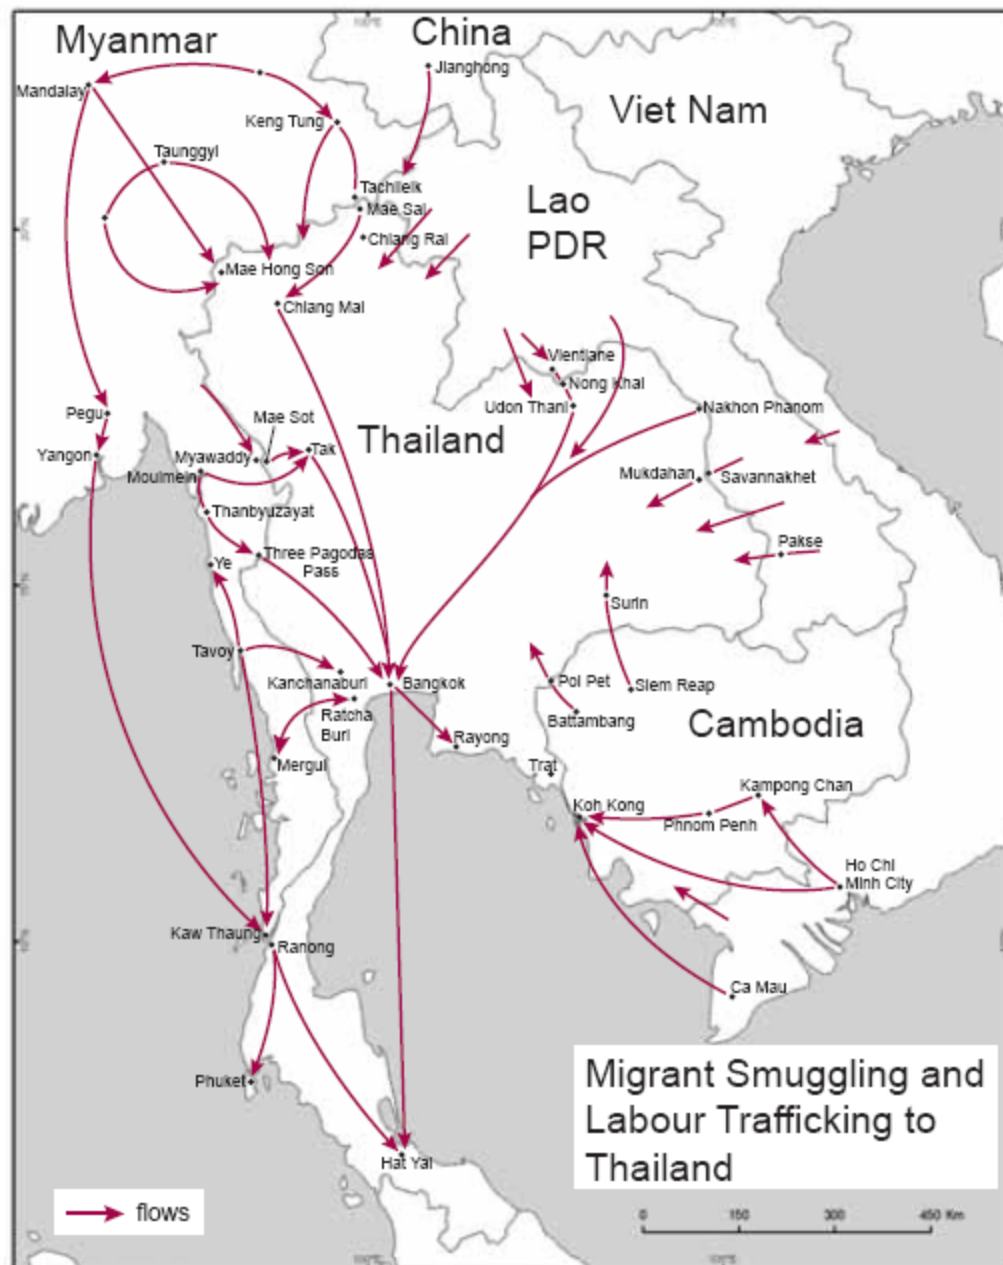 Myanmar
China
Jianghong
Mandalay
Viet Nam
Keng Tung
Taunggyi
Tachileik
Lao
PDR
Mae Sai
Chiang Rai
Mae Hong Son
Chiang Mai
Vientiane
Nong Khai
Udon Thani
Nakhon Phanom
Pegu
Mae Sot
Tak
Thailand
Yangon
Myawaddy
Moulmein
Mukdahan
Savannakhet
Thanbyuzayat
Pakse
Three Pagodas
Pass
Ye
Surin
Tavoy
Kanchanaburi
Bangkok
Poi Pet
Siem Reap
Ratcha
Buri
Battambang
Cambodia
Rayong
Mergui
Trat
Kampong Chan
Koh Kong
Phnom Penh
Ho Chi
Minh City
Kaw Thaung
Ranong
Ca Mau
Phuket
Migrant Smuggling and
Labour Trafficking to
Thailand
Hat Yai
flows
0 150 300 450 Km